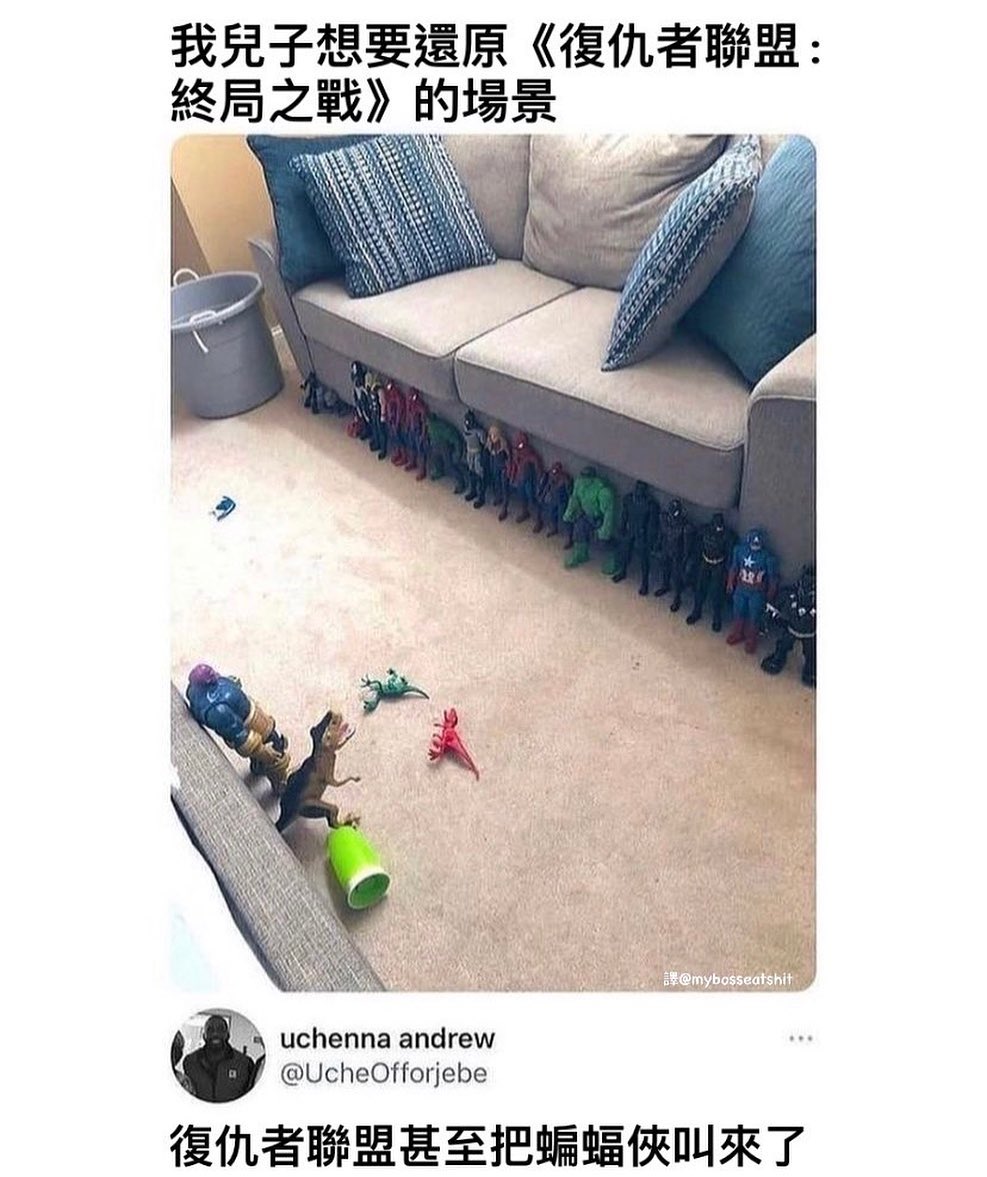 我兒子想要還原《復仇者聯盟:
終局之戰》的場景
譯@mybosseatshit
uchenna andrew
@UcheOfforjebe
復仇者聯盟甚至把蝙蝠俠叫來了